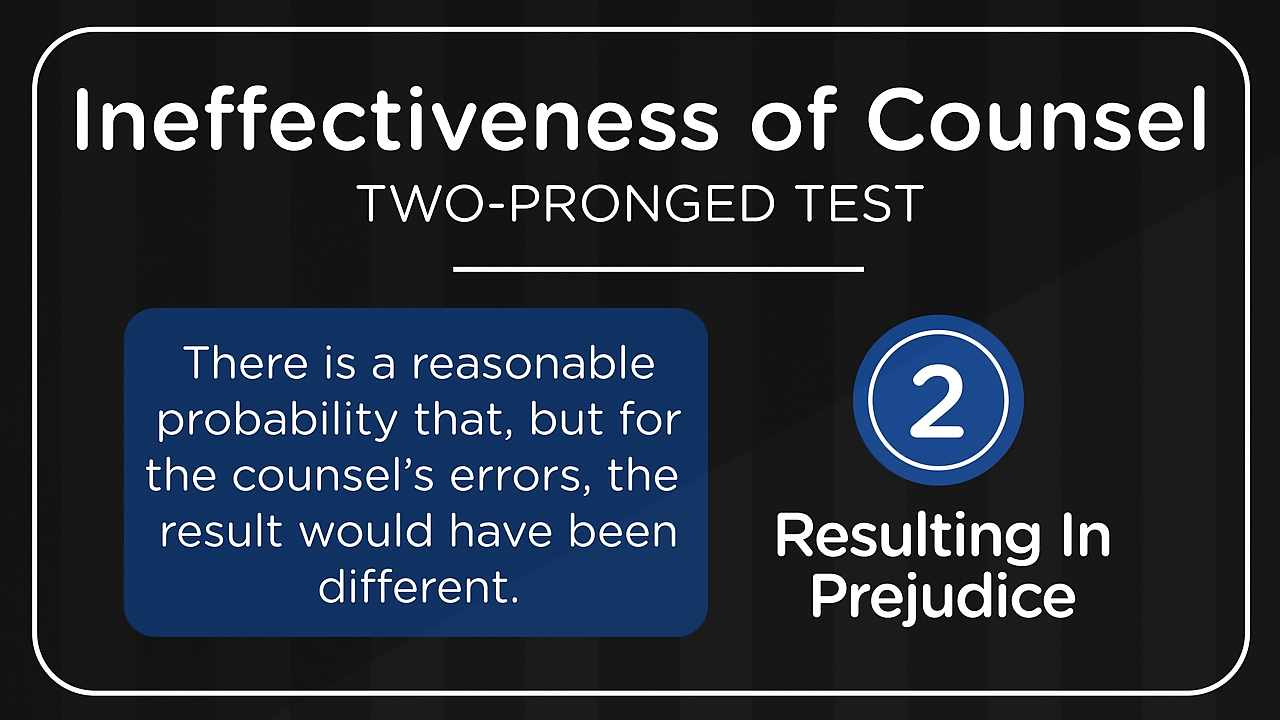 Ineffectiveness of Counsel
TWO-PRONGED TEST
There is a reasonable
probability that, but for
the counsel’s errors, the
result would have been
different.
2
Resulting In
Prejudice